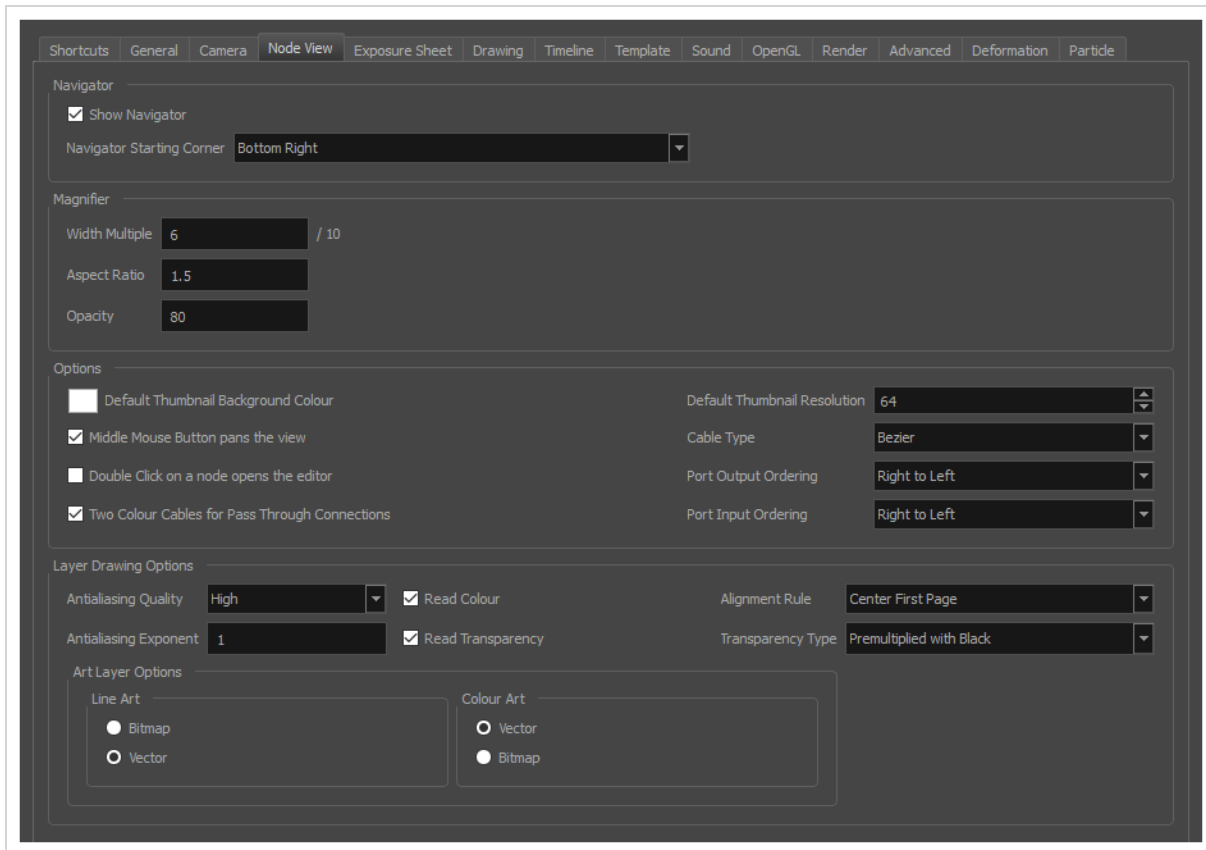 Shortcuts General Camera Node View Exposure Sheet Drawing Timeline Template Sound OpenGL Render Advanced Deformation Particle
Navigator
Show Navigator
Navigator Starting Corner Bottom Right
Magnifier
Width Multiple 6 / 10
Aspect Ratio 1.5
Opacity 80
Options
Default Thumbnail Background Colour Default Thumbnail Resolution 64
Middle Mouse Button pans the view Cable Type Bezier
Double Click on a node opens the editor Port Output Ordering Right to Left
Two Colour Cables for Pass Through Connections Port Input Ordering Right to Left
Layer Drawing Options
Antialiasing Quality High Read Colour Alignment Rule Center First Page
Antialiasing Exponent 1 Read Transparency Transparency Type Premultiplied with Black
Art Layer Options
Line Art Colour Art
Bitmap Vector
Vector Bitmap